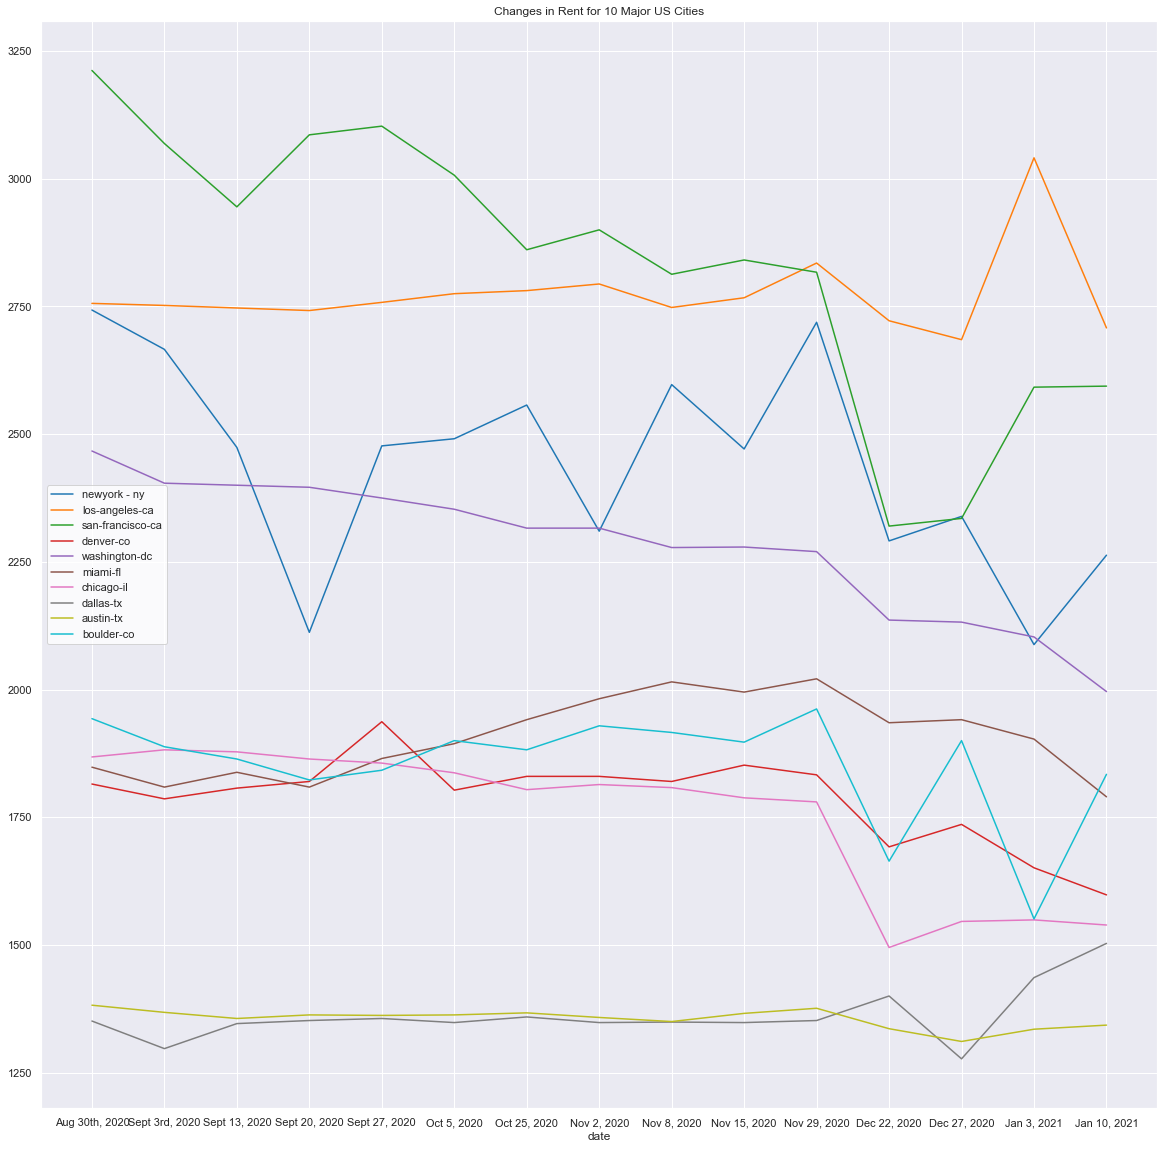 Changes in Rent for 10 Major US Cities
3250
3000
2750
2500
2250
2000
1750
1500
1250
newyork - ny
los-angeles-ca
san-francisco-ca
denver-co
washington-dc
miami-fl
chicago-il
dallas-tx
austin-tx
boulder-co
Aug 30th, 2020 Sept 3rd, 2020 Sept 13, 2020 Sept 20, 2020 Sept 27, 2020 Oct 5, 2020 Oct 25, 2020 Nov 2, 2020 Nov 8, 2020 Nov 15, 2020 Nov 29, 2020 Dec 22, 2020 Dec 27, 2020 Jan 3, 2021 Jan 10, 2021
date